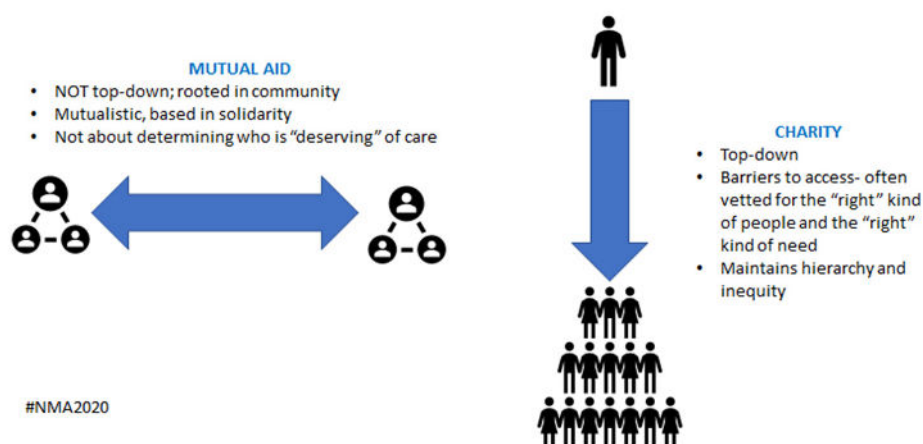 MUTUAL AID
• NOT top-down; rooted in community
• Mutualistic, based in solidarity
• Not about determining who is “deserving” of care
CHARITY
• Top-down
• Barriers to access- often
vetted for the “right” kind
of people and the “right”
kind of need
• Maintains hierarchy and
inequity
#NMA2020